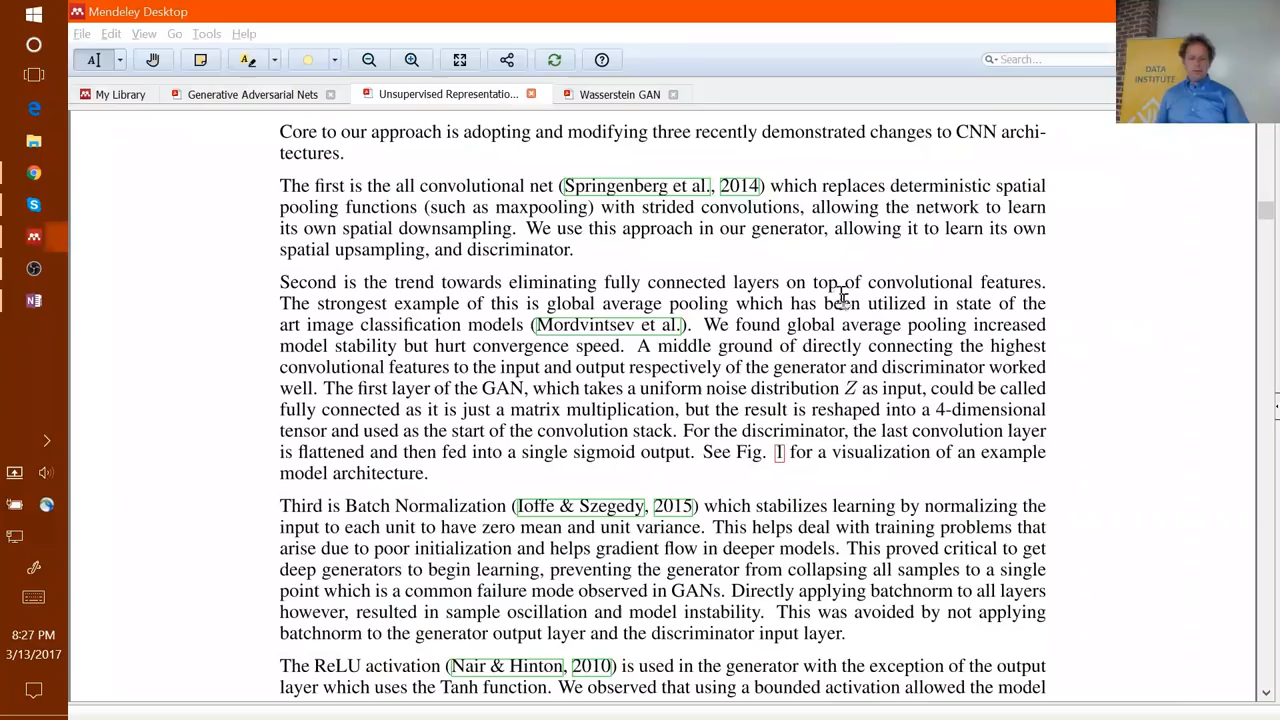 Mendeley Desktop
File Edit View Go Tools Help
Search...
My Library
Generative Adversarial Nets
Unsupervised Representatio...
Wasserstein GAN
DATA
INSTITUTE
Core to our approach is adopting and modifying three recently demonstrated changes to CNN archi-
tectures.
The first is the all convolutional net (Springenberg et al., 2014) which replaces deterministic spatial
pooling functions (such as maxpooling) with strided convolutions, allowing the network to learn
its own spatial downsampling. We use this approach in our generator, allowing it to learn its own
spatial upsampling, and discriminator.
Second is the trend towards eliminating fully connected layers on top of convolutional features.
The strongest example of this is global average pooling which has been utilized in state of the
art image classification models (Mordvintsev et al.). We found global average pooling increased
model stability but hurt convergence speed. A middle ground of directly connecting the highest
convolutional features to the input and output respectively of the generator and discriminator worked
well. The first layer of the GAN, which takes a uniform noise distribution Z as input, could be called
fully connected as it is just a matrix multiplication, but the result is reshaped into a 4-dimensional
tensor and used as the start of the convolution stack. For the discriminator, the last convolution layer
is flattened and then fed into a single sigmoid output. See Fig. 1 for a visualization of an example
model architecture.
Third is Batch Normalization (Ioffe & Szegedy, 2015) which stabilizes learning by normalizing the
input to each unit to have zero mean and unit variance. This helps deal with training problems that
arise due to poor initialization and helps gradient flow in deeper models. This proved critical to get
deep generators to begin learning, preventing the generator from collapsing all samples to a single
point which is a common failure mode observed in GANs. Directly applying batchnorm to all layers
however, resulted in sample oscillation and model instability. This was avoided by not applying
batchnorm to the generator output layer and the discriminator input layer.
The ReLU activation (Nair & Hinton, 2010) is used in the generator with the exception of the output
layer which uses the Tanh function. We observed that using a bounded activation allowed the model
8:27 PM
3/13/2017